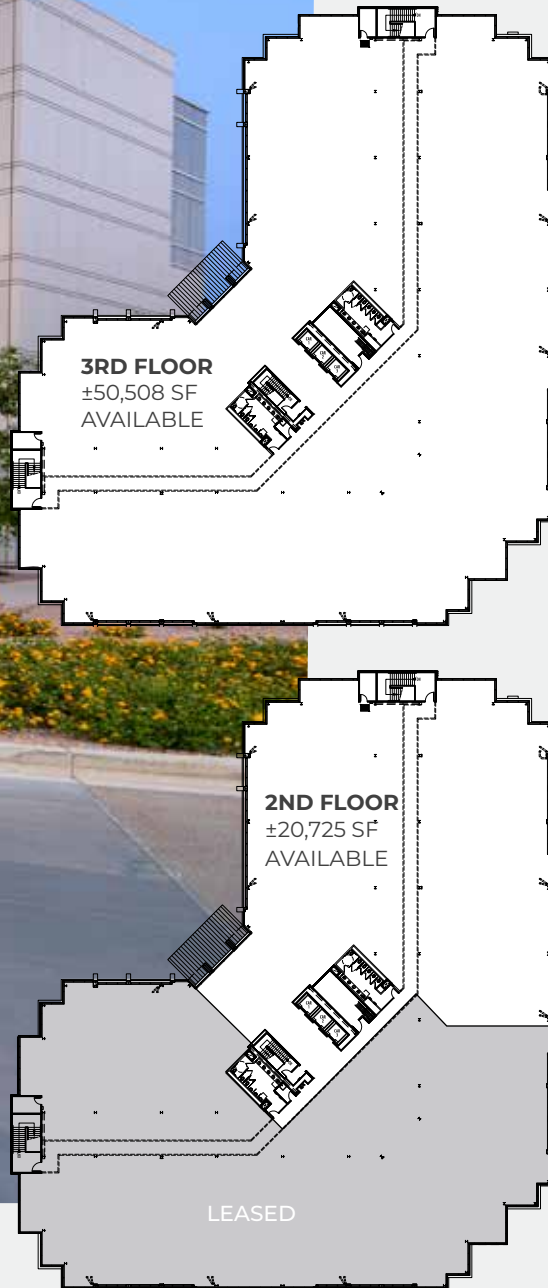 3RD FLOOR
±50,508 SF
AVAILABLE
2ND FLOOR
±20,725 SF
AVAILABLE
LEASED